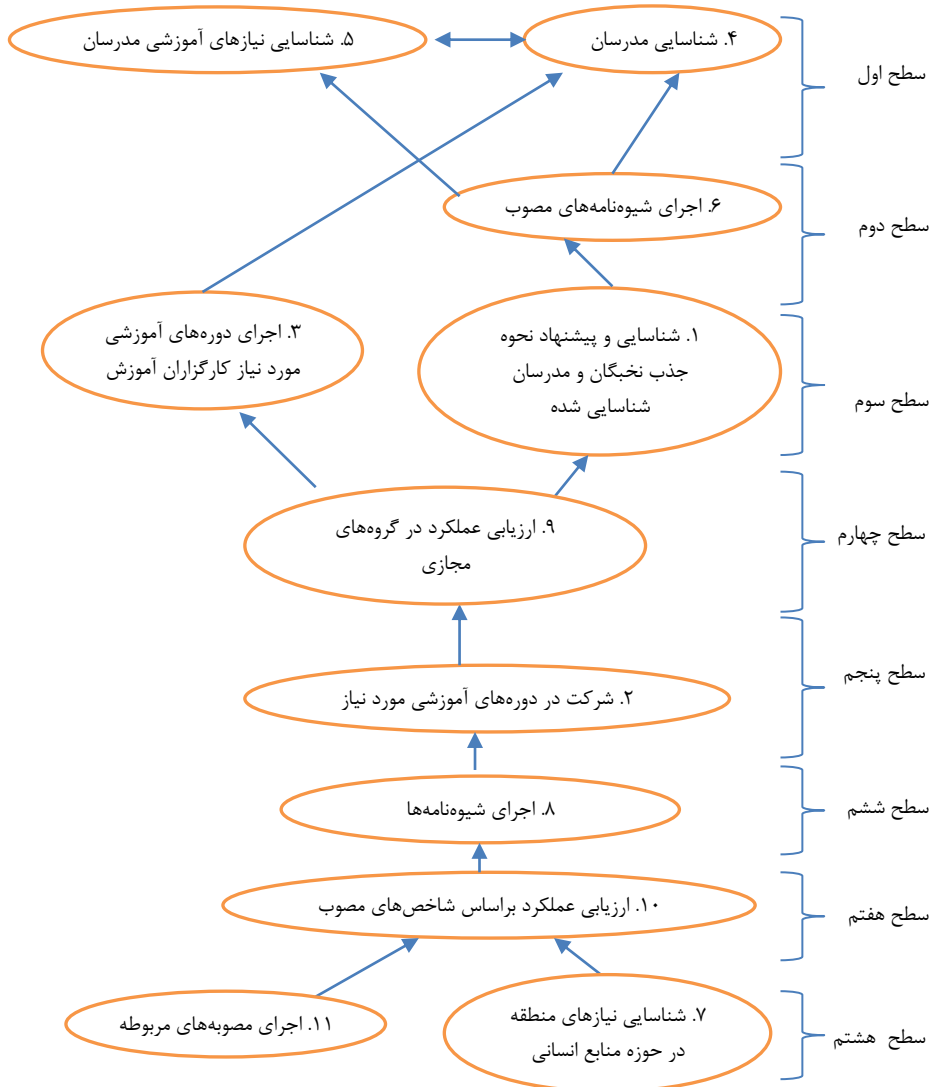 ۴. شناسایی مدرسان
۵. شناسایی نیازهای آموزشی مدرسان
سطح اول
۶. اجرای شیوه‌نامه‌های مصوب
سطح دوم
۱. شناسایی و پیشنهاد نحوه
جذب نخبگان و مدرسان
شناسایی شده
۳. اجرای دوره‌های آموزشی
مورد نیاز کارگزاران آموزش
سطح سوم
۹. ارزیابی عملکرد در گروه‌های
مجازی
سطح چهارم
۲. شرکت در دوره‌های آموزشی مورد نیاز
سطح پنجم
۸. اجرای شیوه‌نامه‌ها
سطح ششم
۱۰. ارزیابی عملکرد براساس شاخص‌های مصوب
سطح هفتم
۷. شناسایی نیازهای منطقه
در حوزه منابع انسانی
۱۱. اجرای مصوبه‌های مربوطه
سطح هشتم